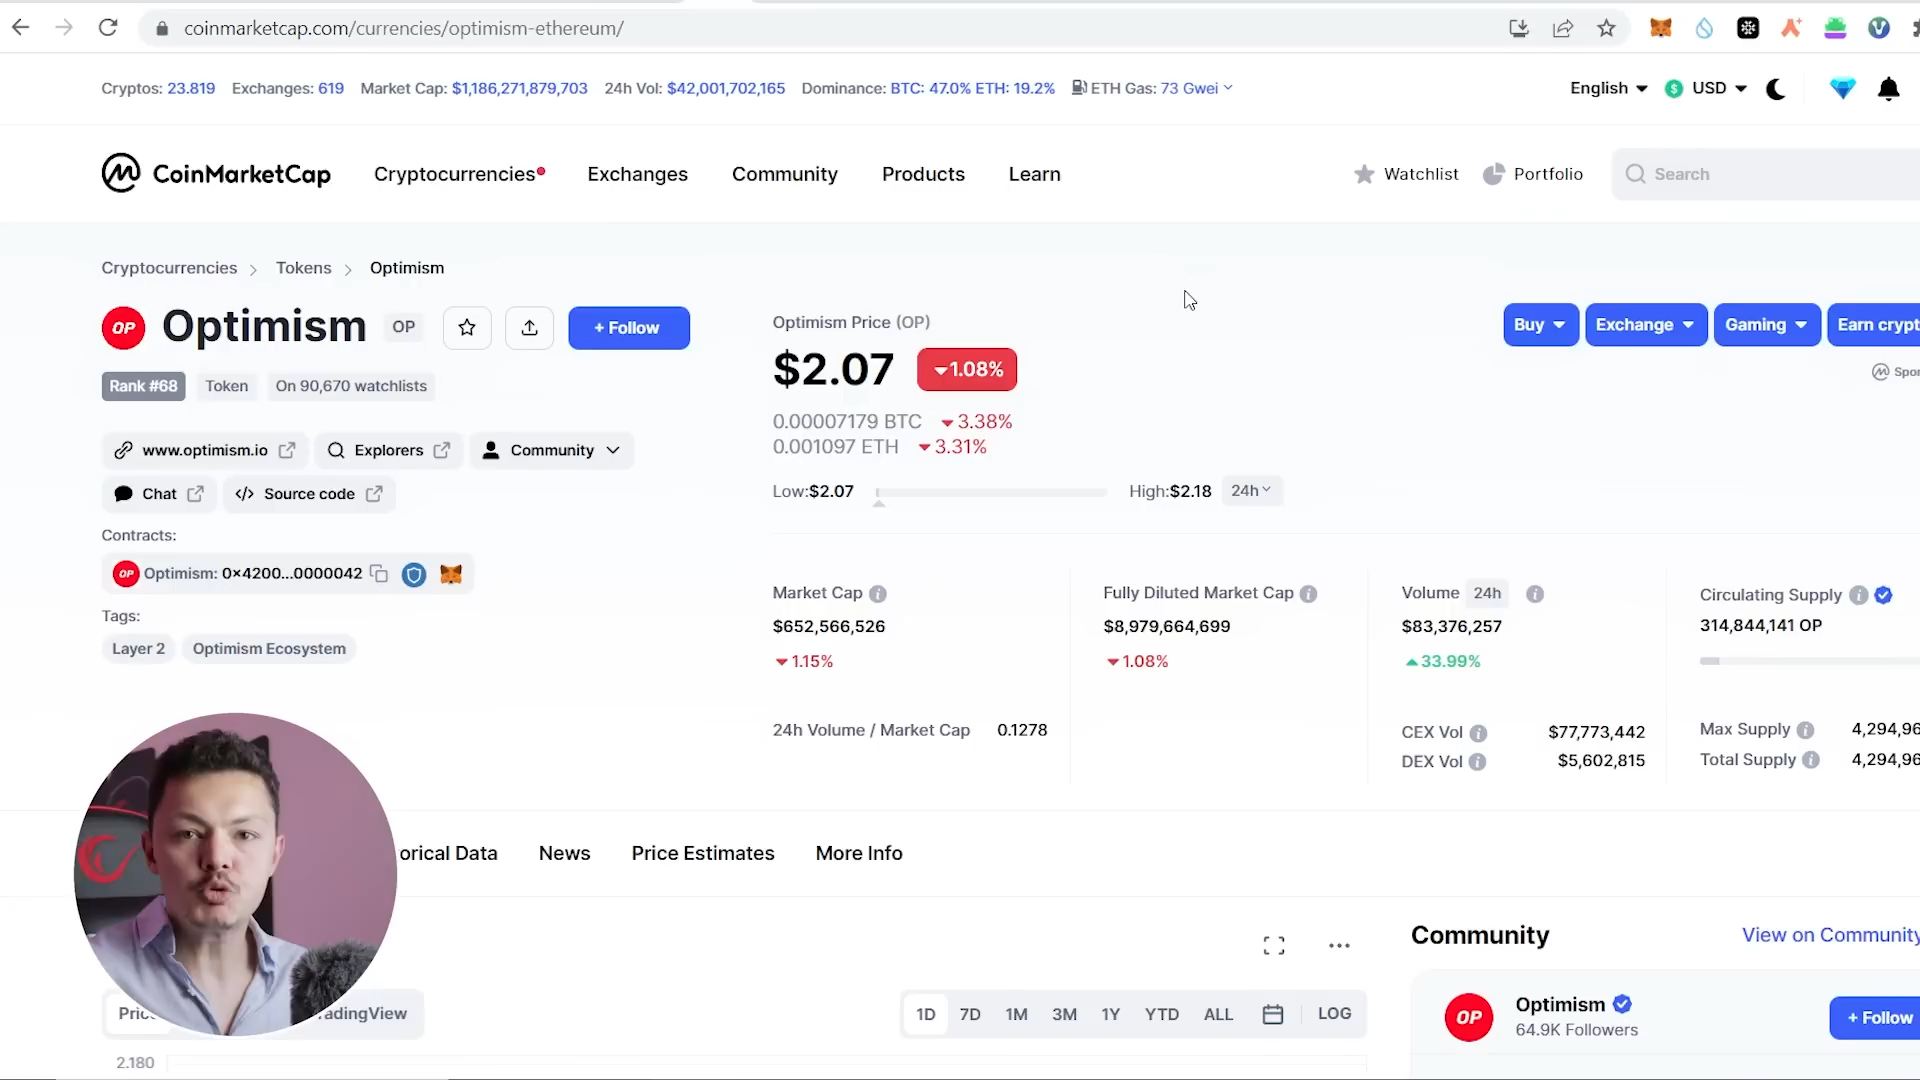 coinmarketcap.com/currencies/optimism-ethereum/
Cryptos: 23.819 Exchanges: 619 Market Cap: $1,186,271,879,703 24h Vol: $42,001,702,165 Dominance: BTC: 47.0% ETH: 19.2% ETH Gas: 73 Gwei
English USD
CoinMarketCap Cryptocurrencies Exchanges Community Products Learn Watchlist Portfolio Search
Cryptocurrencies > Tokens > Optimism
OP Optimism OP + Follow
Optimism Price (OP)
$2.07 1.08%
Buy Exchange Gaming Earn crypt
Spon
Rank #68 Token On 90,670 watchlists
0.00007179 BTC 3.38%
0.001097 ETH 3.31%
www.optimism.io Explorers Community
Chat </> Source code
Low:$2.07 High:$2.18 24h
Contracts:
OP Optimism: 0x4200...0000042
Tags:
Layer 2 Optimism Ecosystem
Market Cap
$652,566,526
1.15%
24h Volume / Market Cap 0.1278
Fully Diluted Market Cap
$8,979,664,699
1.08%
Volume 24h
$83,376,257
33.99%
CEX Vol $77,773,442
DEX Vol $5,602,815
Circulating Supply
314,844,141 OP
Max Supply 4,294,96
Total Supply 4,294,96
orical Data News Price Estimates More Info
Pric adingView
1D 7D 1M 3M 1Y YTD ALL LOG
2.180
Community View on Community
OP Optimism
64.9K Followers
+ Follow